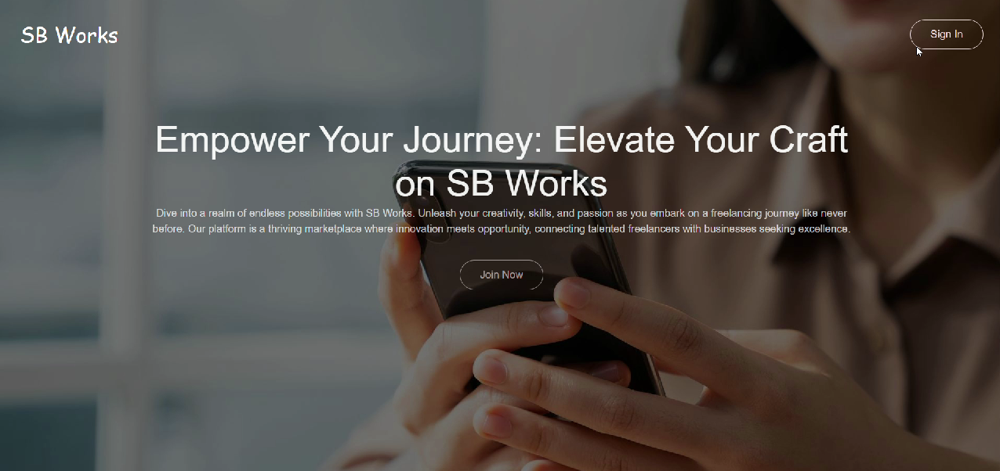 SB Works
Sign In
Empower Your Journey: Elevate Your Craft
on SB Works
Dive into a realm of endless possibilities with SB Works. Unleash your creativity, skills, and passion as you embark on a freelancing journey like never
before. Our platform is a thriving marketplace where innovation meets opportunity, connecting talented freelancers with businesses seeking excellence.
Join Now